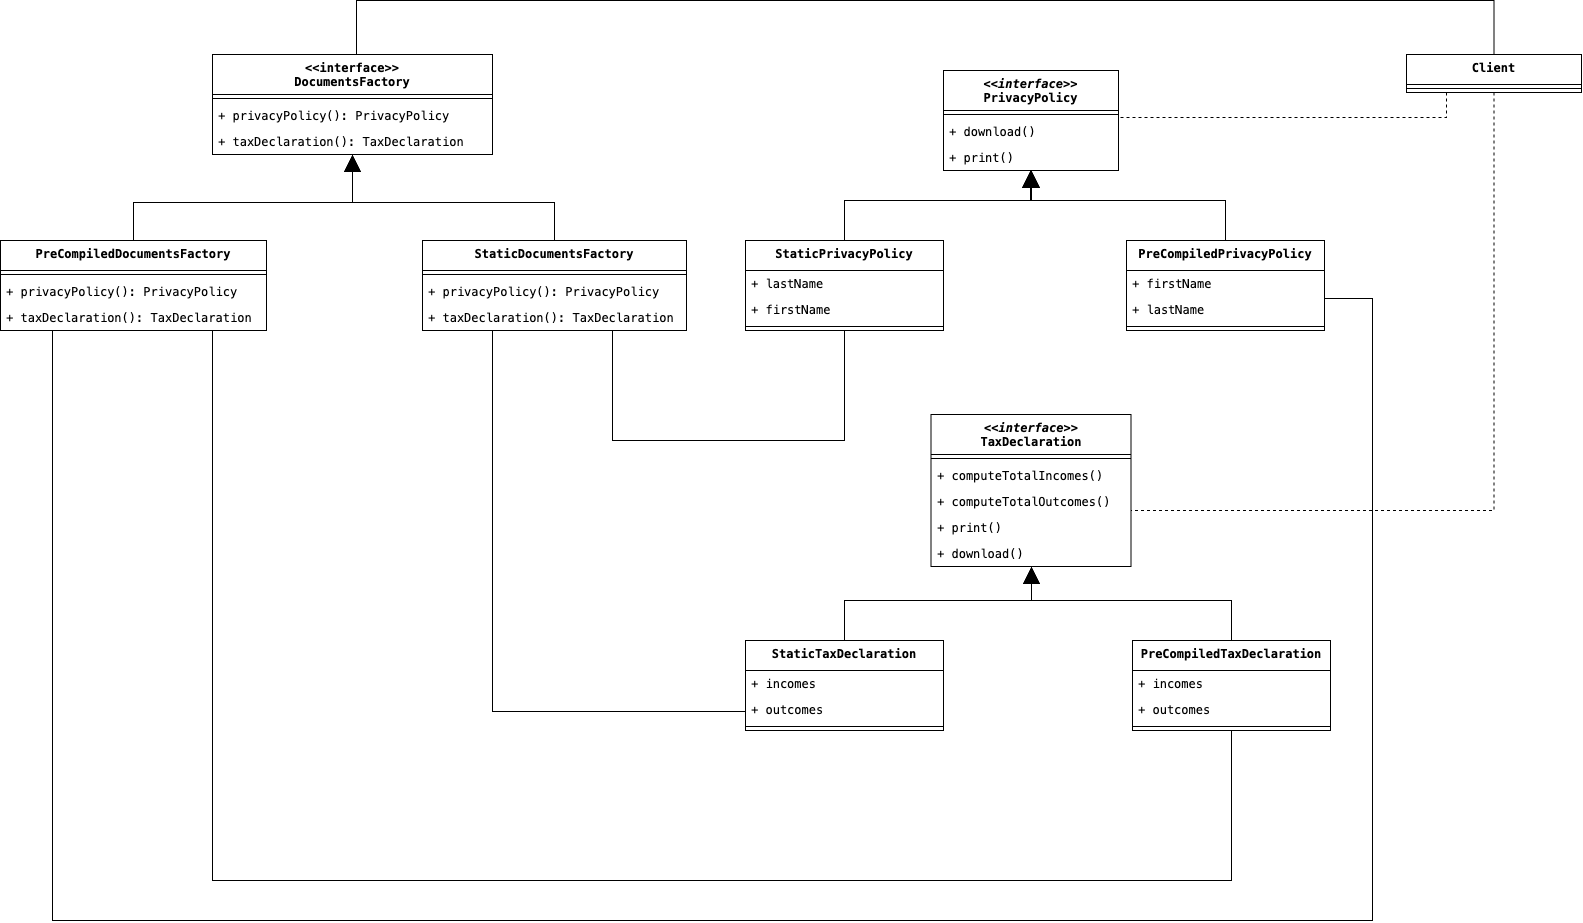 <<interface>>
DocumentsFactory
+ privacyPolicy(): PrivacyPolicy
+ taxDeclaration(): TaxDeclaration
<<interface>>
PrivacyPolicy
+ download()
+ print()
Client
PreCompiledDocumentsFactory
+ privacyPolicy(): PrivacyPolicy
+ taxDeclaration(): TaxDeclaration
StaticDocumentsFactory
+ privacyPolicy(): PrivacyPolicy
+ taxDeclaration(): TaxDeclaration
StaticPrivacyPolicy
+ lastName
+ firstName
PreCompiledPrivacyPolicy
+ firstName
+ lastName
<<interface>>
TaxDeclaration
+ computeTotalIncomes()
+ computeTotalOutcomes()
+ print()
+ download()
StaticTaxDeclaration
+ incomes
+ outcomes
PreCompiledTaxDeclaration
+ incomes
+ outcomes